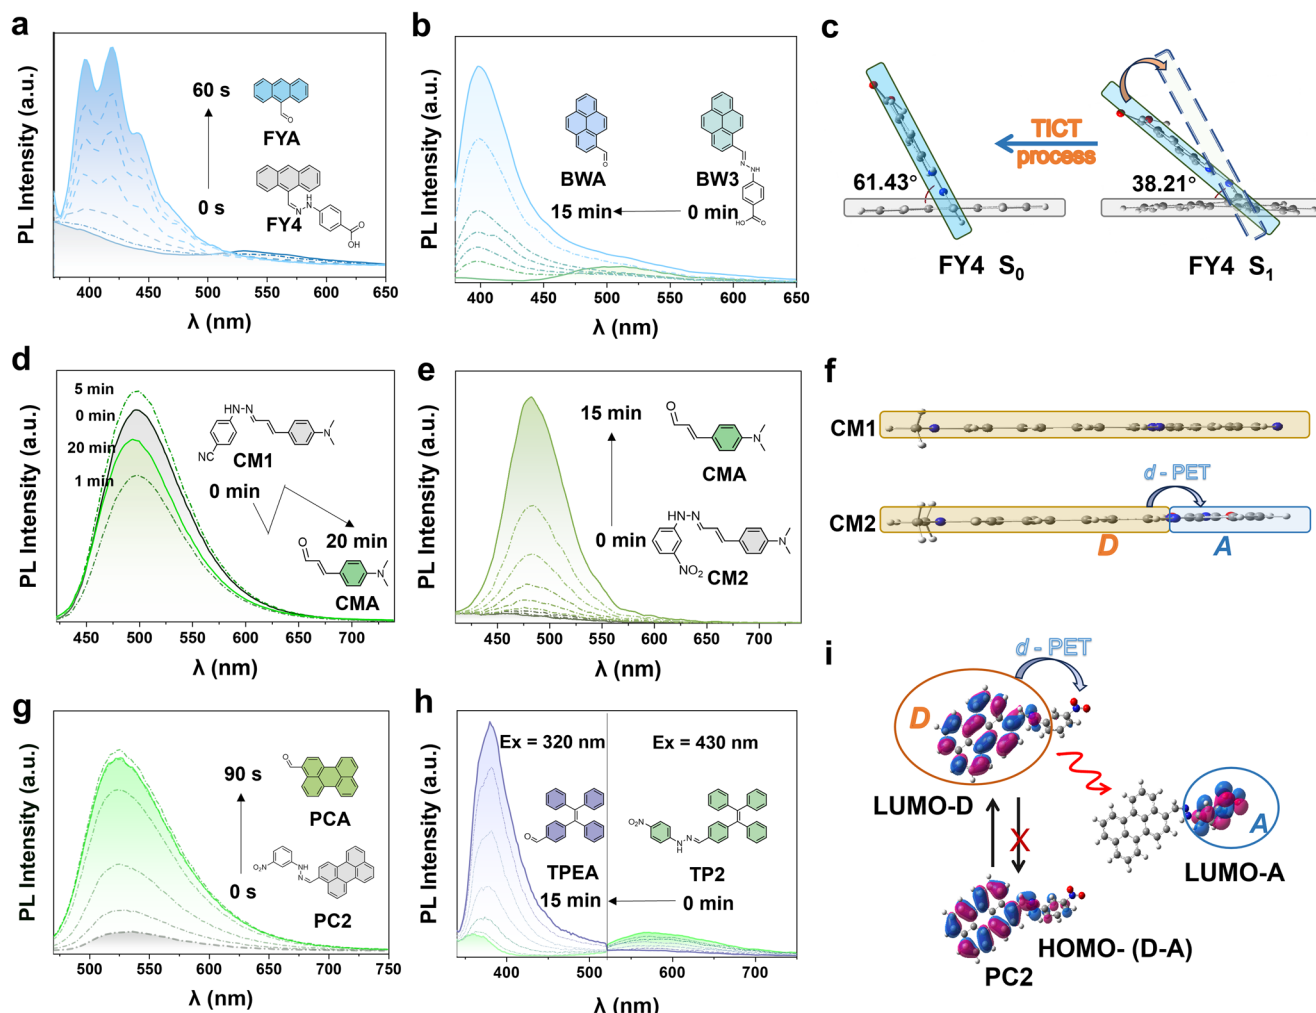 a
PL Intensity (a.u.)
60 s
0 s
FYA
FY4
O
N
N
H
O
OH
400 450 500 550 600 650
λ (nm)
b
PL Intensity (a.u.)
BWA
BW3
15 min
0 min
O
N
NH
O
OH
400 450 500 550 600 650
λ (nm)
c
TICT
process
61.43°
38.21°
FY4 S0
FY4 S1
d
PL Intensity (a.u.)
5 min
0 min
20 min
1 min
HN-N
N
NC
CM1
0 min
20 min
O
N
CMA
450 500 550 600 650 700
λ (nm)
e
PL Intensity (a.u.)
15 min
0 min
O
N
CMA
HN-N
N
NO2
CM2
450 500 550 600 650 700
λ (nm)
f
CM1
d - PET
CM2
D
A
g
PL Intensity (a.u.)
90 s
0 s
O
PCA
O2N
NH
N
PC2
500 550 600 650 700 750
λ (nm)
h
PL Intensity (a.u.)
Ex = 320 nm
Ex = 430 nm
O
O2N
N
H
N
TPEA
TP2
15 min
0 min
400 500 600 700
λ (nm)
i
d - PET
D
LUMO-D
A
LUMO-A
X
HOMO- (D-A)
PC2